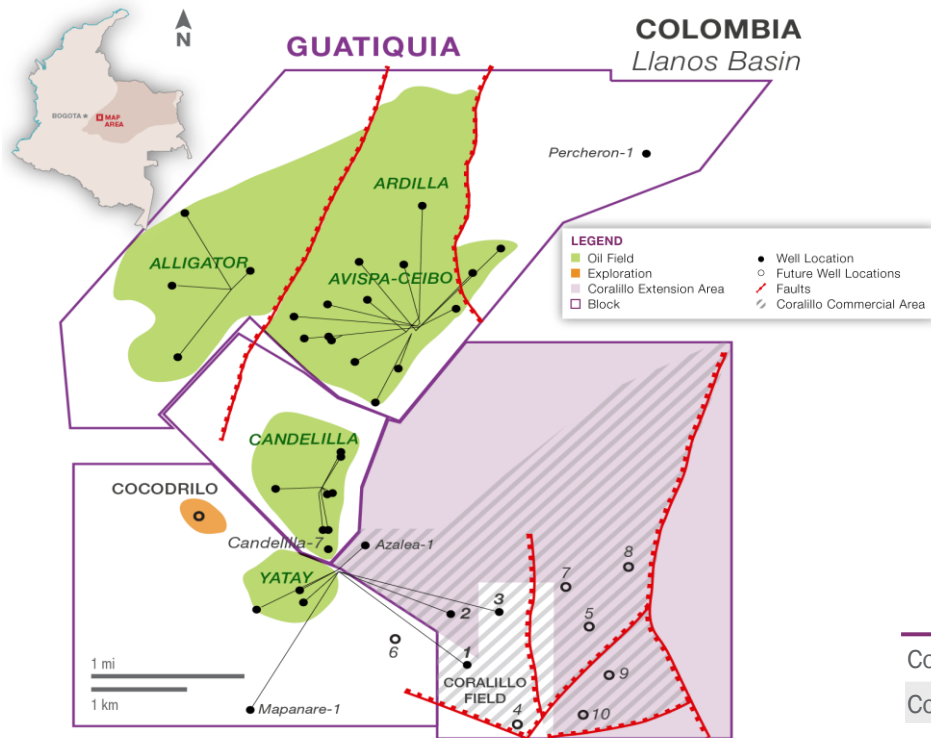 N
GUATIQUIA
COLOMBIA
Llanos Basin
BOGOTA
MAP
AREA
Percheron-1
ARDILLA
ALLIGATOR
AVISPA-CEIBO
LEGEND
Oil Field
Exploration
Coralillo Extension Area
Block
Well Location
Future Well Locations
Faults
Coralillo Commercial Area
CANDELILLA
COCODRILO
Candelilla-7
Azalea-1
YATAY
8
7
3
2
5
6
1
9
CORALILLO
FIELD
4
10
1 mi
1 km
Mapanare-1